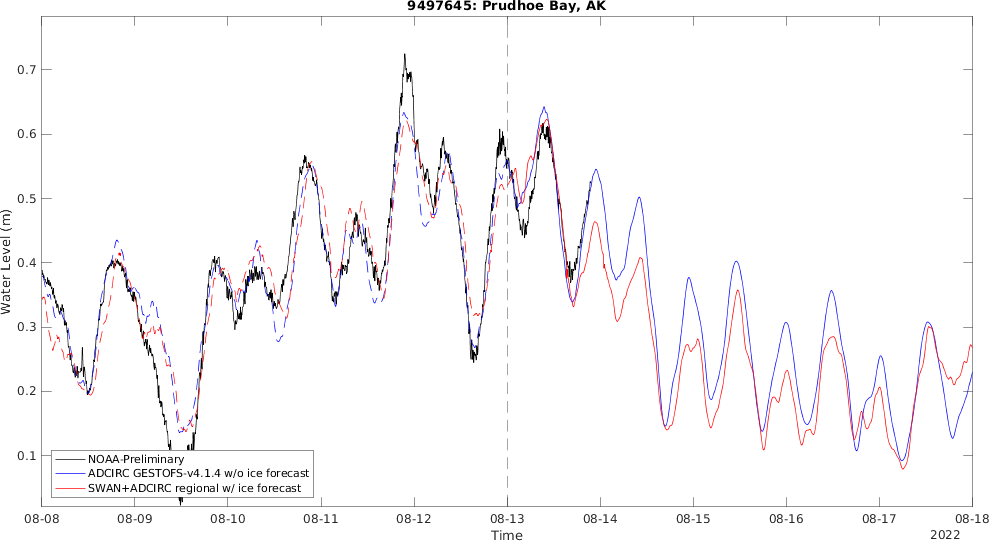 9497645: Prudhoe Bay, AK
Water Level (m)
0.7
0.6
0.5
0.4
0.3
0.2
0.1
NOAA-Preliminary
ADCIRC GESTOFS-v4.1.4 w/o ice forecast
SWAN+ADCIRC regional w/ ice forecast
08-08 08-09 08-10 08-11 08-12 08-13 08-14 08-15 08-16 08-17 08-18
Time
2022